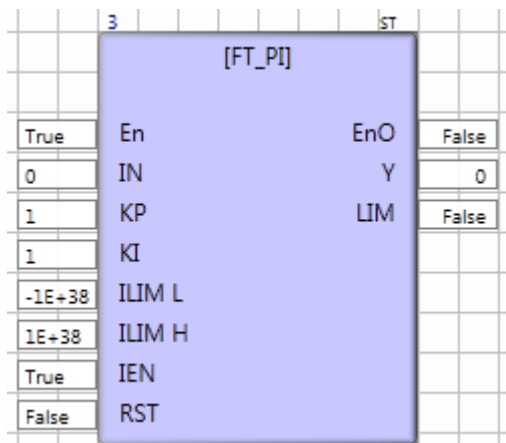 3 ST
[FT_PI]
True En EnO False
0 IN Y 0
1 KP LIM False
1 KI
-1E+38 ILIM L
1E+38 ILIM H
True IEN
False RST